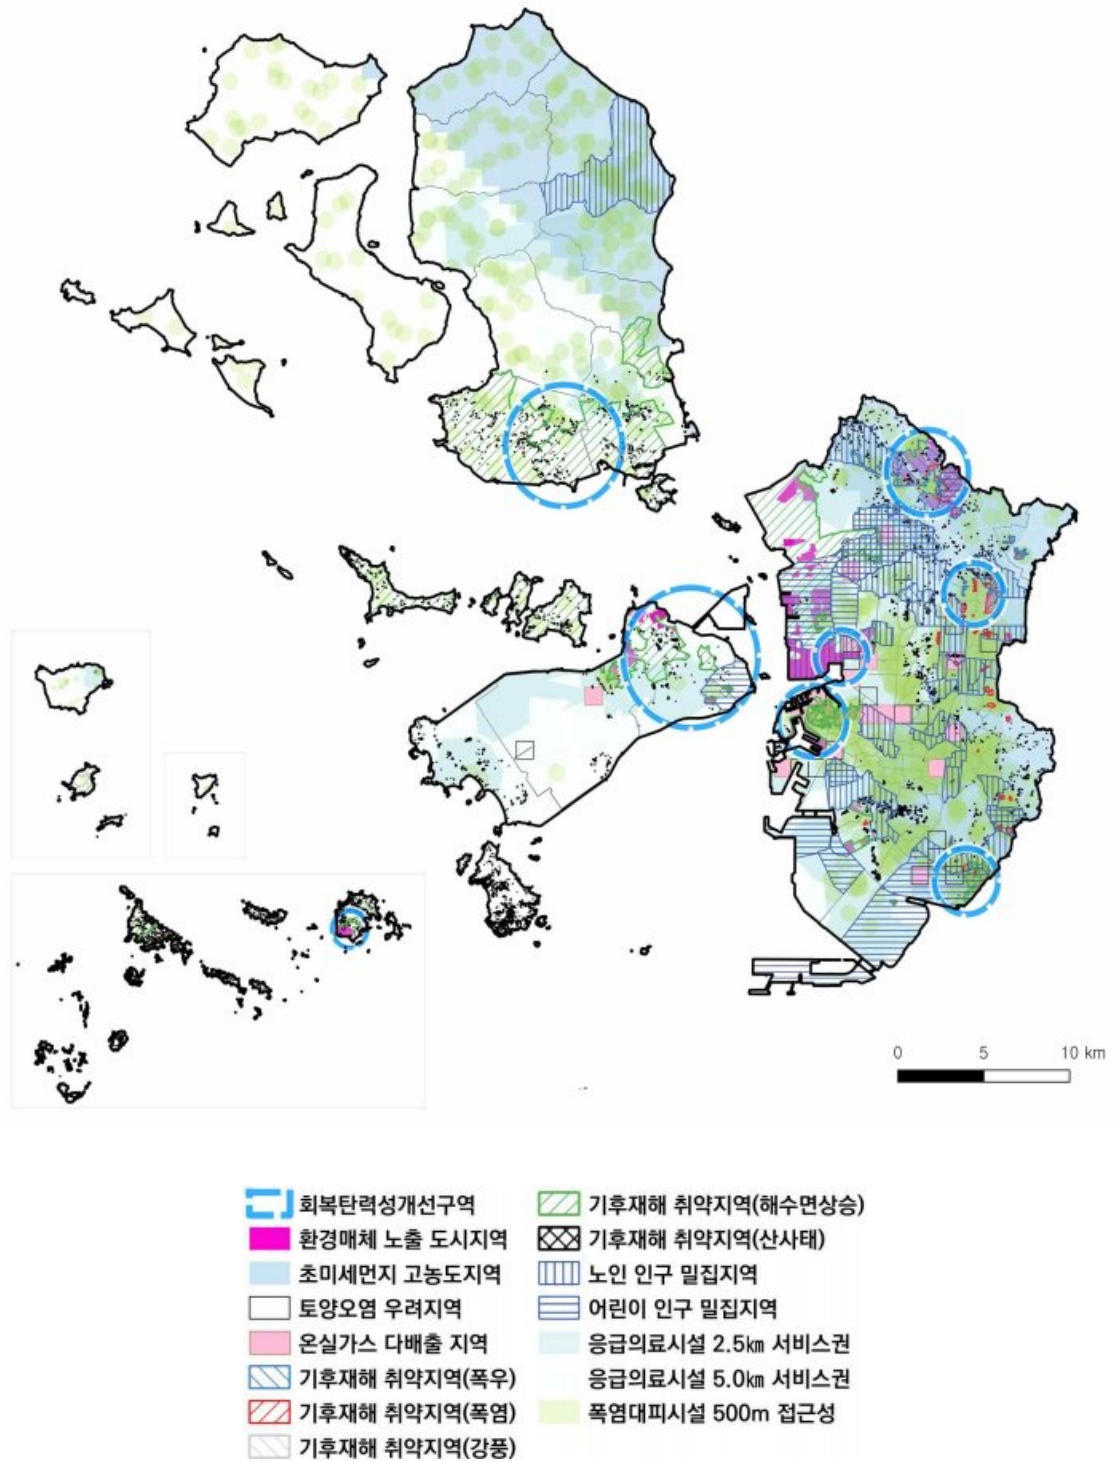 0 5 10 km
회복탄력성개선구역
환경매체 노출 도시지역
초미세먼지 고농도지역
토양오염 우려지역
온실가스 다배출 지역
기후재해 취약지역(폭우)
기후재해 취약지역(폭염)
기후재해 취약지역(강풍)
기후재해 취약지역(해수면상승)
기후재해 취약지역(산사태)
노인 인구 밀집지역
어린이 인구 밀집지역
응급의료시설 2.5㎞ 서비스권
응급의료시설 5.0㎞ 서비스권
폭염대피시설 500m 접근성